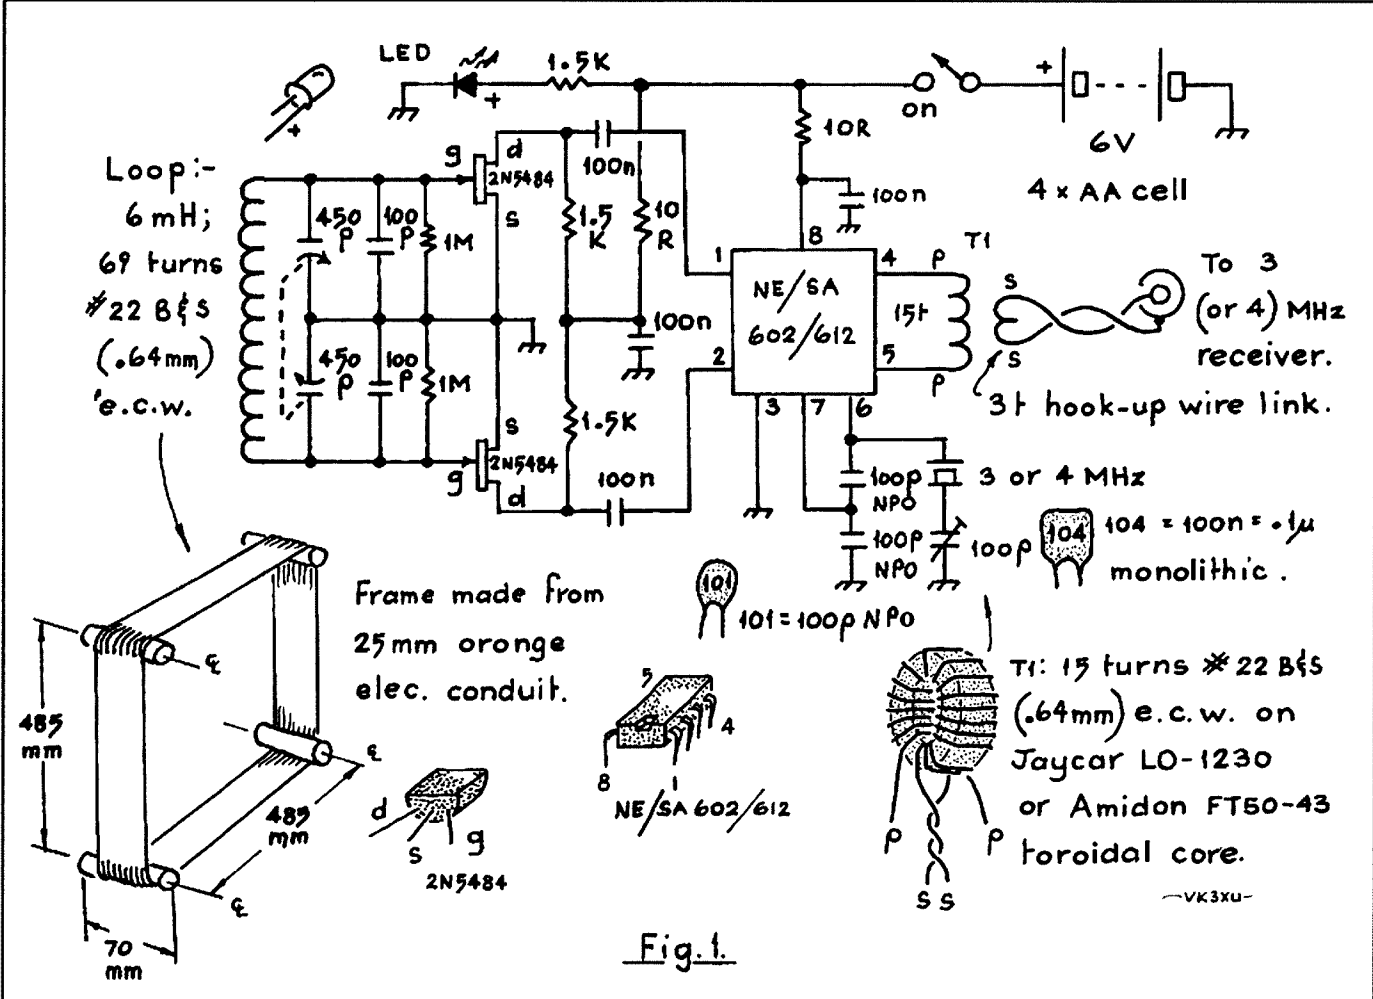 LED
1.5K
+
+
on
+
6V
4 x AA cell
10R
100n
Loop:-
6 mH;
69 turns
#22 B&S
(.64mm)
e.c.w.
g
d
2N5484
s
100n
450
p
100
p
1M
1.5
K
10
R
100n
450
p
100
p
1M
s
2N5484
g
d
1.5K
100n
1
8
4
p
T1
NE/SA
602/612
15t
2
5
p
3
7
6
s
s
To 3
(or 4) MHz
receiver.
3t hook-up wire link.
100p
NPO
3 or 4 MHz
100p
NPO
100p
104
104 = 100n = .1µ
monolithic.
101
101 = 100p NPO
Frame made from
25mm oronge
elec. conduit.
℄
℄
℄
485
mm
485
mm
70
mm
d
s
g
2N5484
5
4
8
1
NE/SA 602/612
T1: 15 turns #22 B&S
(.64mm) e.c.w. on
Jaycar LO-1230
or Amidon FT50-43
toroidal core.
p
p
S S
—VK3XU—
Fig.1.